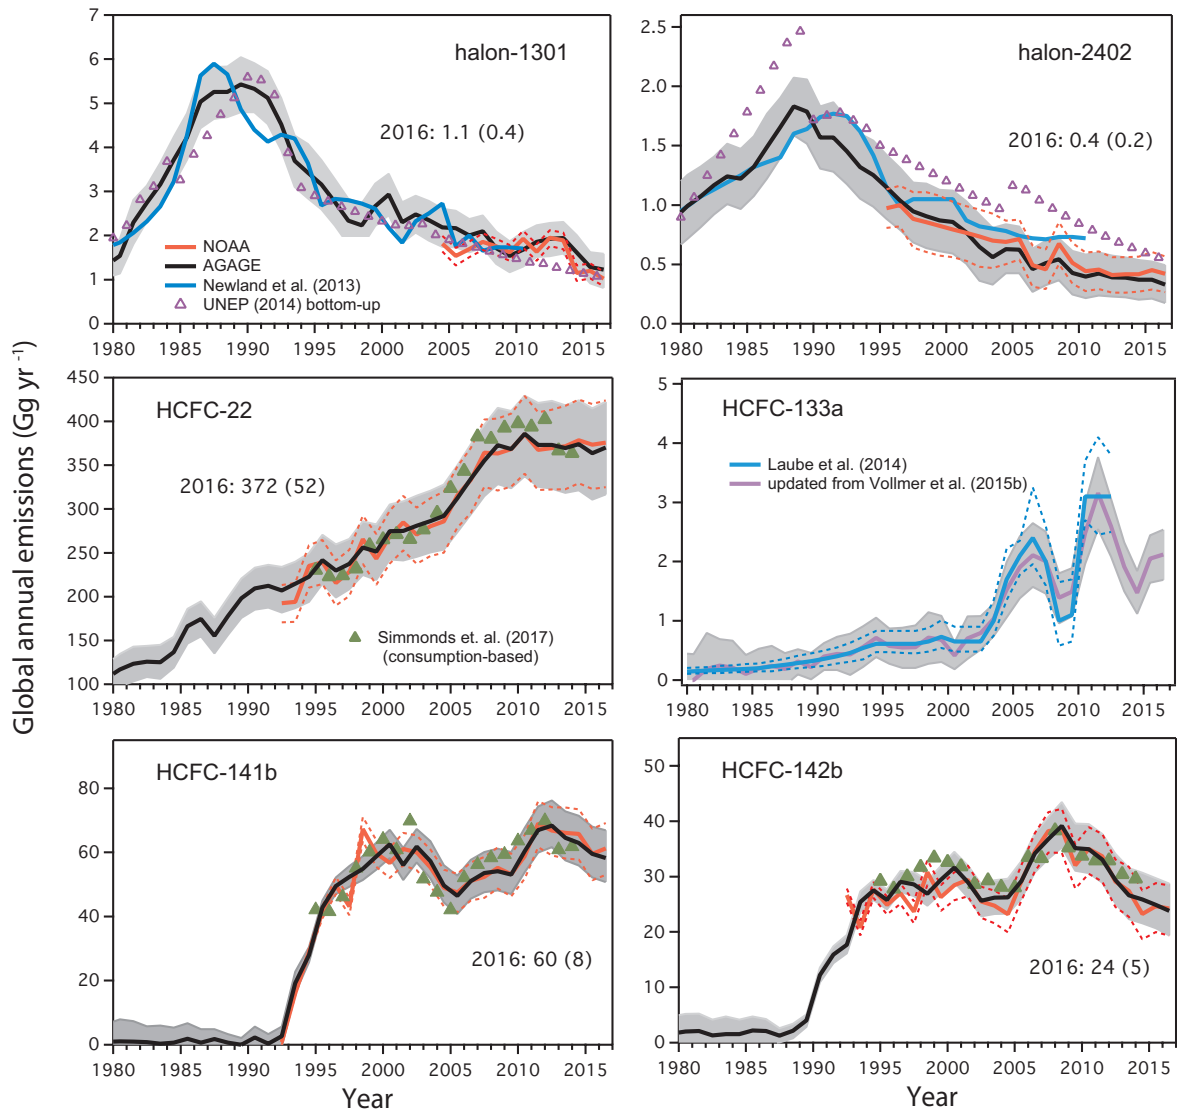 Global annual emissions (Gg yr⁻¹)
7
6
5
4
3
2
1
0
halon-1301
2016: 1.1 (0.4)
NOAA
AGAGE
Newland et al. (2013)
UNEP (2014) bottom-up
1980 1985 1990 1995 2000 2005 2010 2015
2.5
2.0
1.5
1.0
0.5
0.0
halon-2402
2016: 0.4 (0.2)
1980 1985 1990 1995 2000 2005 2010 2015
450
400
350
300
250
200
150
100
HCFC-22
2016: 372 (52)
Simmonds et. al. (2017)
(consumption-based)
1980 1985 1990 1995 2000 2005 2010 2015
5
4
3
2
1
0
HCFC-133a
Laube et al. (2014)
updated from Vollmer et al. (2015b)
1980 1985 1990 1995 2000 2005 2010 2015
80
60
40
20
0
HCFC-141b
2016: 60 (8)
1980 1985 1990 1995 2000 2005 2010 2015
Year
50
40
30
20
10
0
HCFC-142b
2016: 24 (5)
1980 1985 1990 1995 2000 2005 2010 2015
Year